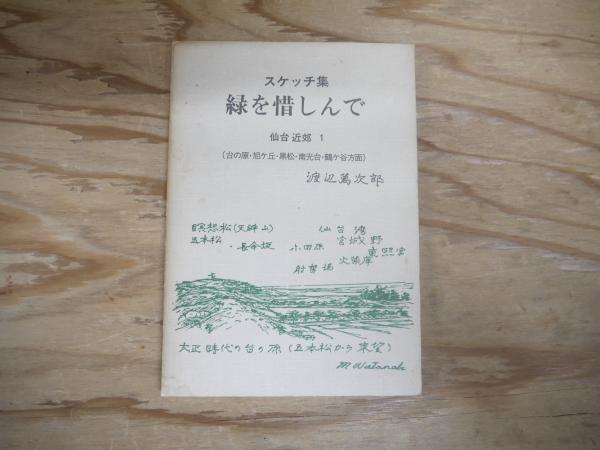 スケッチ集
緑を惜しんで
仙台近郊 1
(台の原・旭ケ丘・黒松・南光台・鶴ケ谷方面)
渡辺萬次郎
瞑想松(天神山)
五本松
・長命坂
仙台湾
宮城野
小田原
東照宮
火薬庫
射撃場
大正時代の台の原(五本松から東望)
M. Watanabe